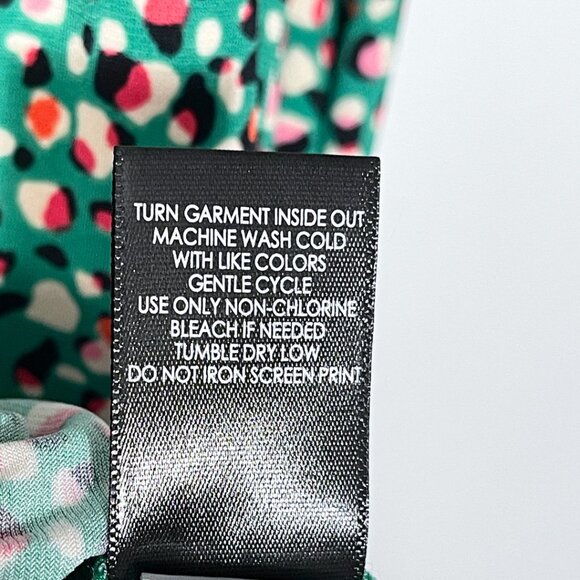 TURN GARMENT INSIDE OUT
MACHINE WASH COLD
WITH LIKE COLORS
GENTLE CYCLE
USE ONLY NON-CHLORINE
BLEACH IF NEEDED
TUMBLE DRY LOW
DO NOT IRON SCREEN PRINT